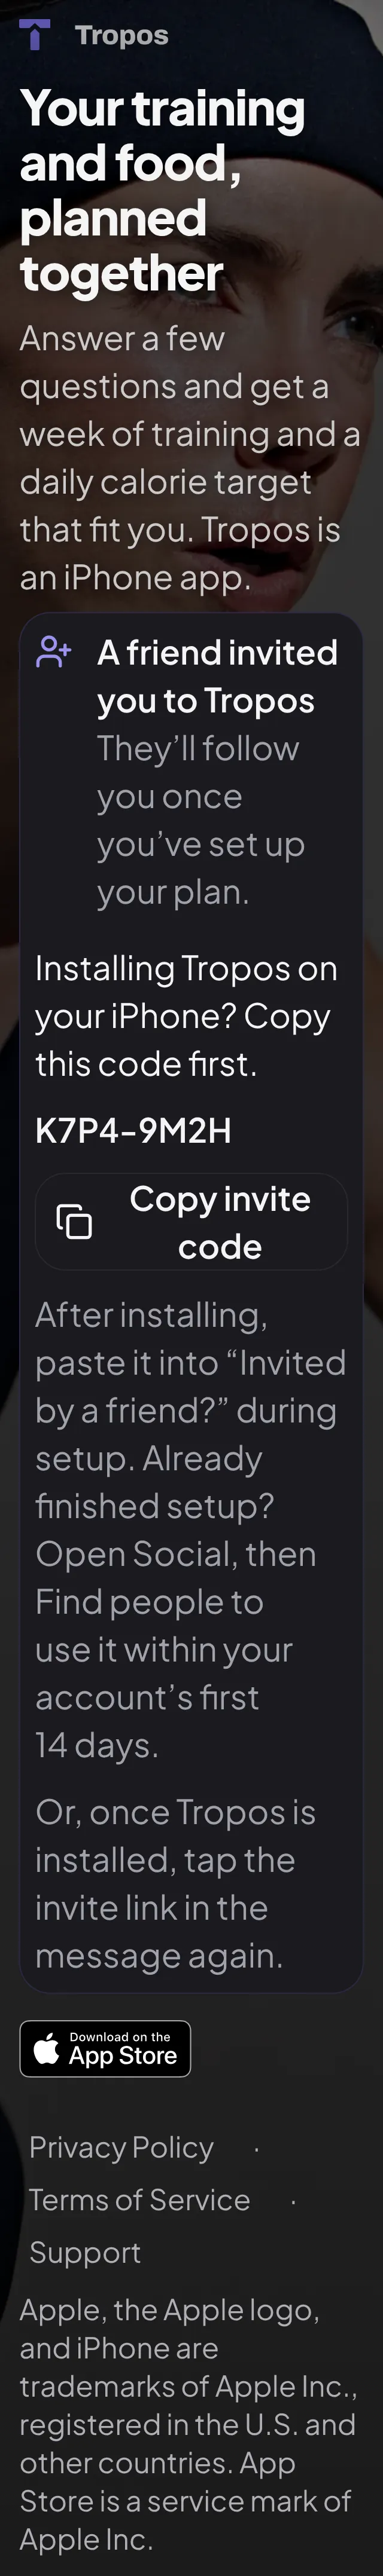 Tropos
Your training
and food,
planned
together
Answer a few
questions and get a
week of training and a
daily calorie target
that fit you. Tropos is
an iPhone app.
A friend invited
you to Tropos
They’ll follow
you once
you’ve set up
your plan.
Installing Tropos on
your iPhone? Copy
this code first.
K7P4-9M2H
Copy invite
code
After installing,
paste it into “Invited
by a friend?” during
setup. Already
finished setup?
Open Social, then
Find people to
use it within your
account’s first
14 days.
Or, once Tropos is
installed, tap the
invite link in the
message again.
Download on the
App Store
Privacy Policy ·
Terms of Service ·
Support
Apple, the Apple logo,
and iPhone are
trademarks of Apple Inc.,
registered in the U.S. and
other countries. App
Store is a service mark of
Apple Inc.